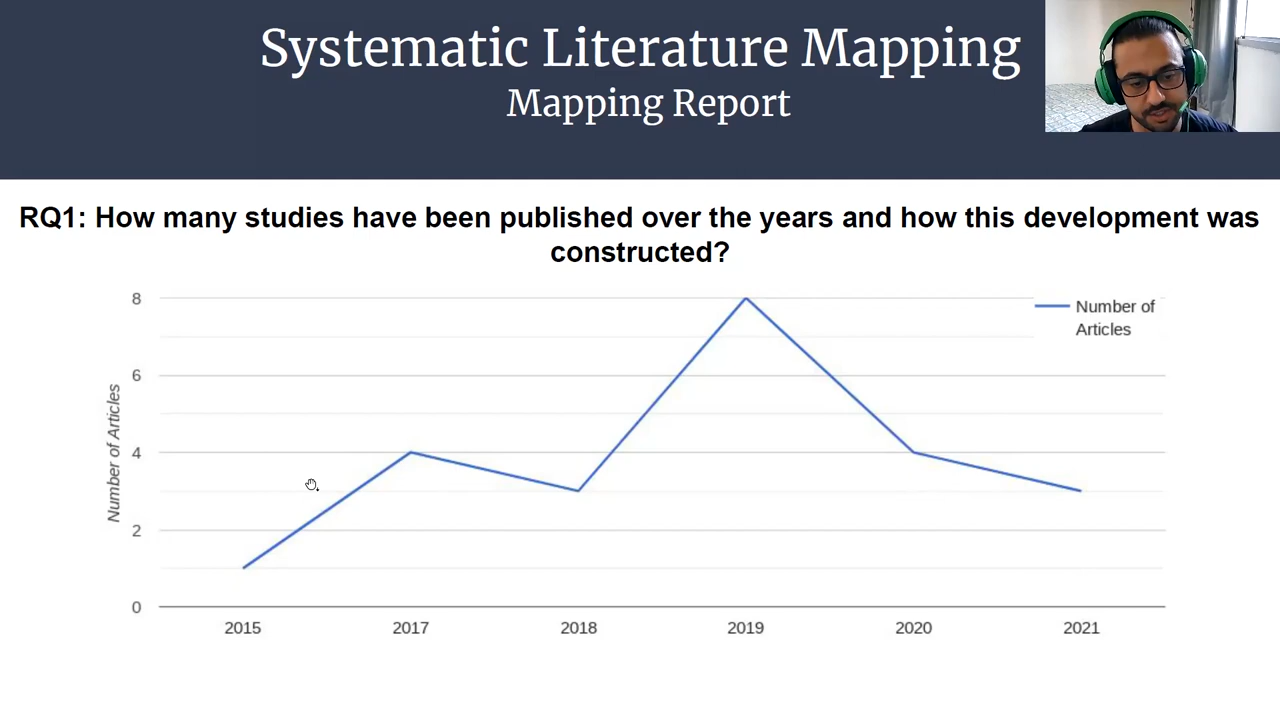 Systematic Literature Mapping
Mapping Report
RQ1: How many studies have been published over the years and how this development was
constructed?
8
6
4
2
0
Number of Articles
Number of
Articles
2015
2017
2018
2019
2020
2021